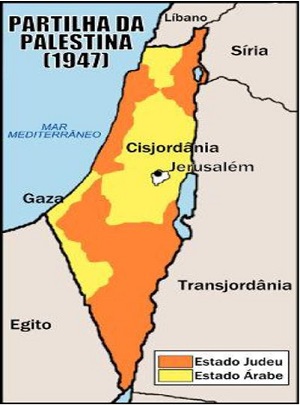 PARTILHA DA
PALESTINA
(1947)
Líbano
Síria
MAR
MEDITERRÂNEO
Cisjordânia
Jerusalém
Gaza
Transjordânia
Egito
Estado Judeu
Estado Árabe